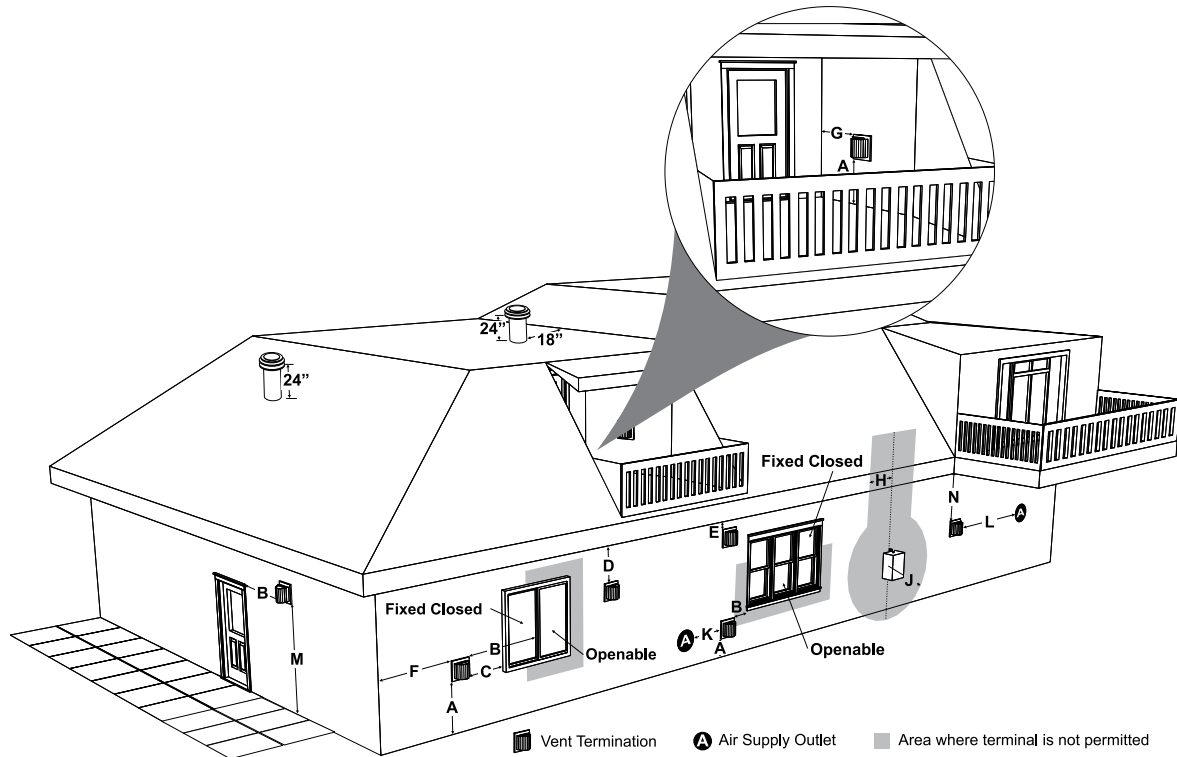 G
A
24”
18”
24”
Fixed Closed
H
N
L
A
E
D
B
Fixed Closed
J
B
B
Openable
K
A
A
Openable
M
F
C
A
Vent Termination
A Air Supply Outlet
Area where terminal is not permitted